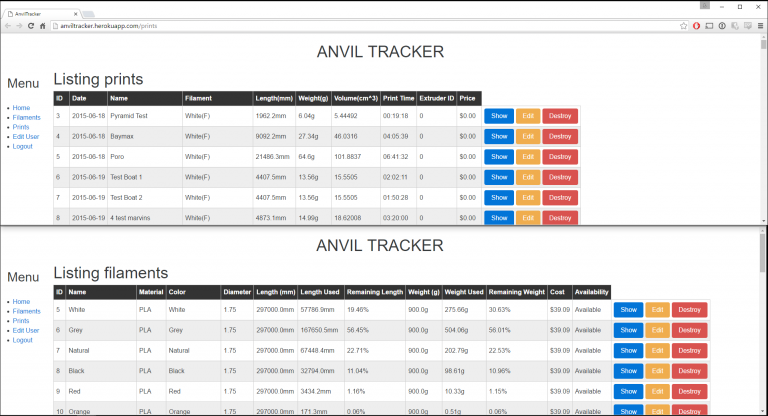 AnvilTracker
anviltracker.herokuapp.com/prints
ANVIL TRACKER
Menu
Home
Filaments
Prints
Edit User
Logout
Listing prints
ID Date Name Filament Length(mm) Weight(g) Volume(cm^3) Print Time Extruder ID Price
3 2015-06-18 Pyramid Test White(F) 1962.2mm 6.04g 5.44492 00:19:18 0 $0.00 Show Edit Destroy
4 2015-06-18 Baymax White(F) 9092.2mm 27.34g 46.0316 04:05:39 0 $0.00 Show Edit Destroy
5 2015-06-18 Poro White(F) 21486.3mm 64.6g 101.8837 06:41:32 0 $0.00 Show Edit Destroy
6 2015-06-19 Test Boat 1 White(F) 4407.5mm 13.56g 15.5505 02:02:11 0 $0.00 Show Edit Destroy
7 2015-06-19 Test Boat 2 White(F) 4407.5mm 13.56g 15.5505 01:50:28 0 $0.00 Show Edit Destroy
8 2015-06-19 4 test marvins White(F) 4873.1mm 14.99g 18.62008 03:20:00 0 $0.00 Show Edit Destroy
ANVIL TRACKER
Menu
Home
Filaments
Prints
Edit User
Logout
Listing filaments
ID Name Material Color Diameter Length (mm) Length Used Remaining Length Weight (g) Weight Used Remaining Weight Cost Availability
5 White PLA White 1.75 297000.0mm 57786.9mm 19.46% 900.0g 275.66g 30.63% $39.09 Available Show Edit Destroy
6 Grey PLA Grey 1.75 297000.0mm 167650.5mm 56.45% 900.0g 504.06g 56.01% $39.09 Available Show Edit Destroy
7 Natural PLA Natural 1.75 297000.0mm 67448.4mm 22.71% 900.0g 202.79g 22.53% $39.09 Available Show Edit Destroy
8 Black PLA Black 1.75 297000.0mm 32794.0mm 11.04% 900.0g 98.61g 10.96% $39.09 Available Show Edit Destroy
9 Red PLA Red 1.75 297000.0mm 3434.2mm 1.16% 900.0g 10.33g 1.15% $39.09 Available Show Edit Destroy
10 Orange PLA Orange 1.75 297000.0mm 171.3mm 0.06% 900.0g 0.51g 0.06% $39.09 Available Show Edit Destroy